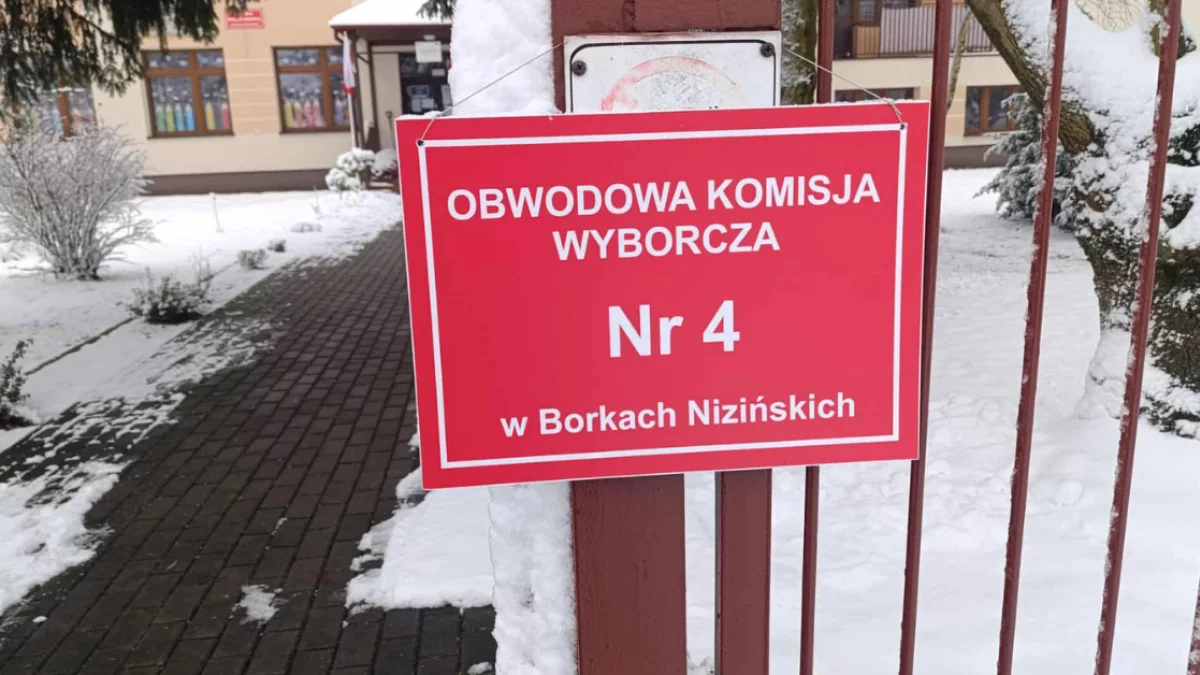 OBWODOWA KOMISJA
WYBORCZA
Nr 4
w Borkach Nizińskich